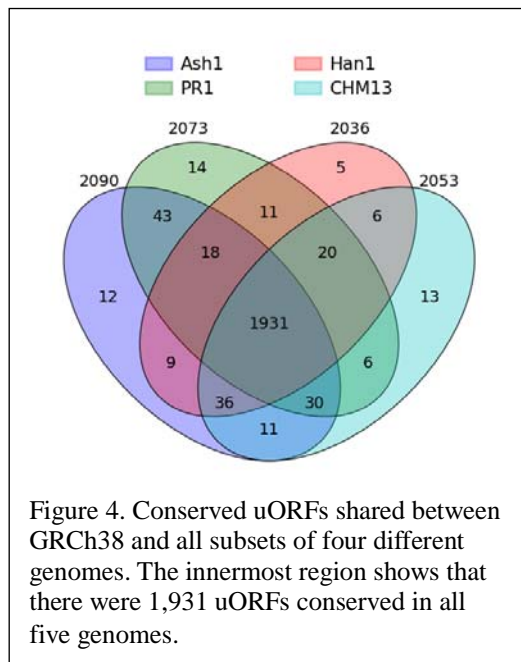 Ash1 Han1
PR1 CHM13
2073 2036
14 5
2090 2053
43 11 6
18 20
12 13
1931
9 6
36 30
11
Figure 4. Conserved uORFs shared between
GRCh38 and all subsets of four different
genomes. The innermost region shows that
there were 1,931 uORFs conserved in all
five genomes.